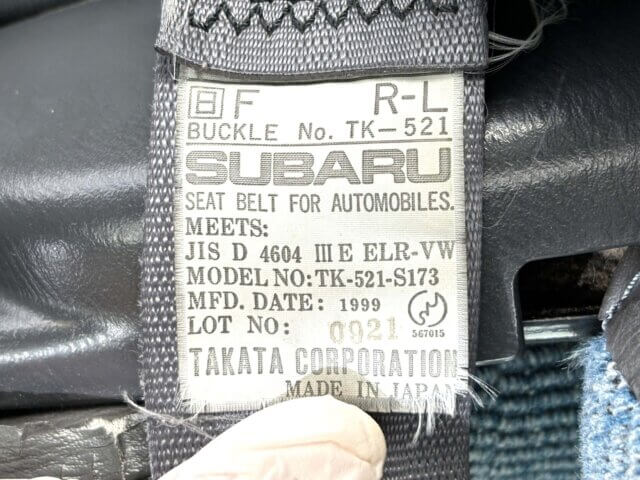 日 F R-L
BUCKLE No. TK-521
SUBARU
SEAT BELT FOR AUTOMOBILES.
MEETS:
JIS D 4604 III E ELR-VW
MODEL NO: TK-521-S173
MFD. DATE: 1999
LOT NO: 0921
567015
TAKATA CORPORATION
MADE IN JAPAN